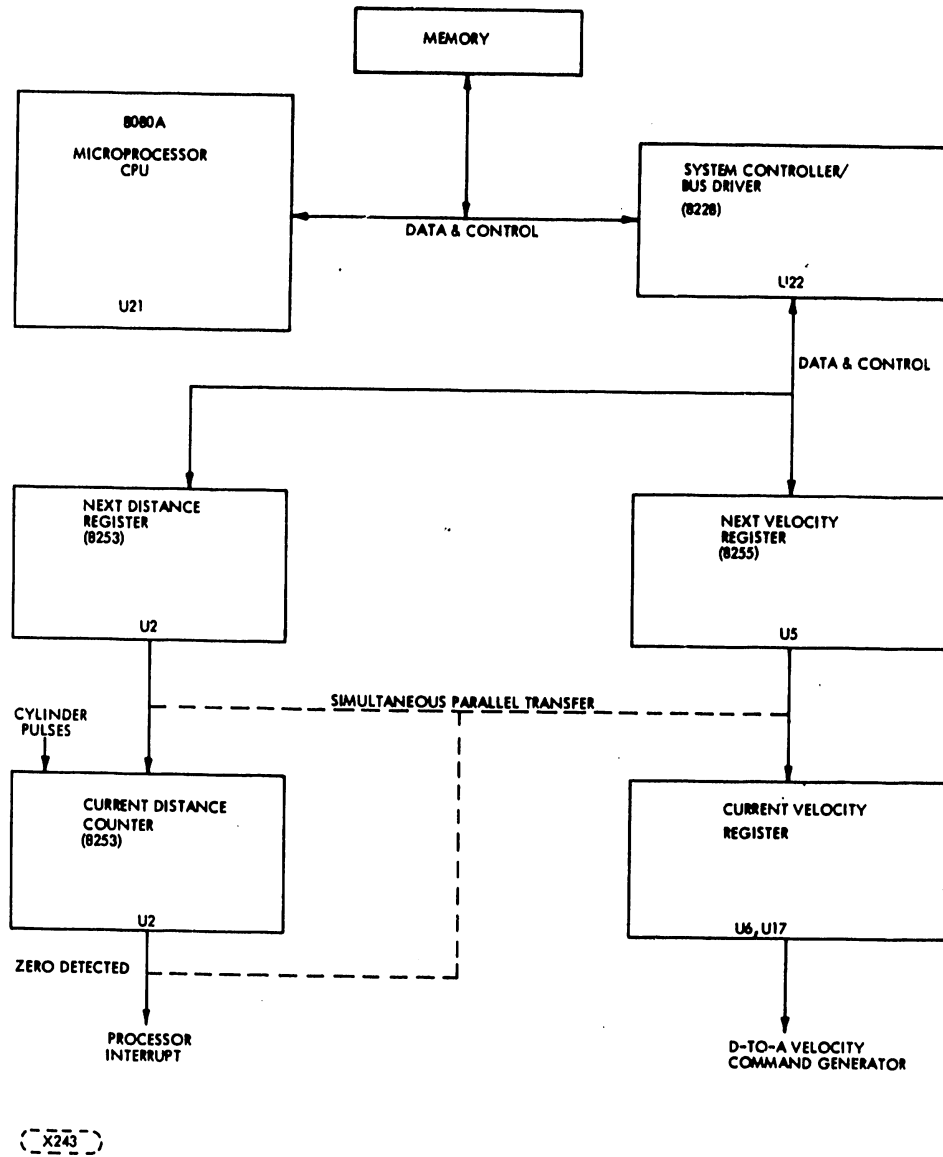 MEMORY
8080A
MICROPROCESSOR
CPU
U21
SYSTEM CONTROLLER/
BUS DRIVER
(8228)
U22
DATA & CONTROL
DATA & CONTROL
NEXT DISTANCE
REGISTER
(8253)
U2
NEXT VELOCITY
REGISTER
(8255)
U5
SIMULTANEOUS PARALLEL TRANSFER
CYLINDER
PULSES
CURRENT DISTANCE
COUNTER
(8253)
U2
CURRENT VELOCITY
REGISTER
U6, U17
ZERO DETECTED
PROCESSOR
INTERRUPT
D-TO-A VELOCITY
COMMAND GENERATOR
X243